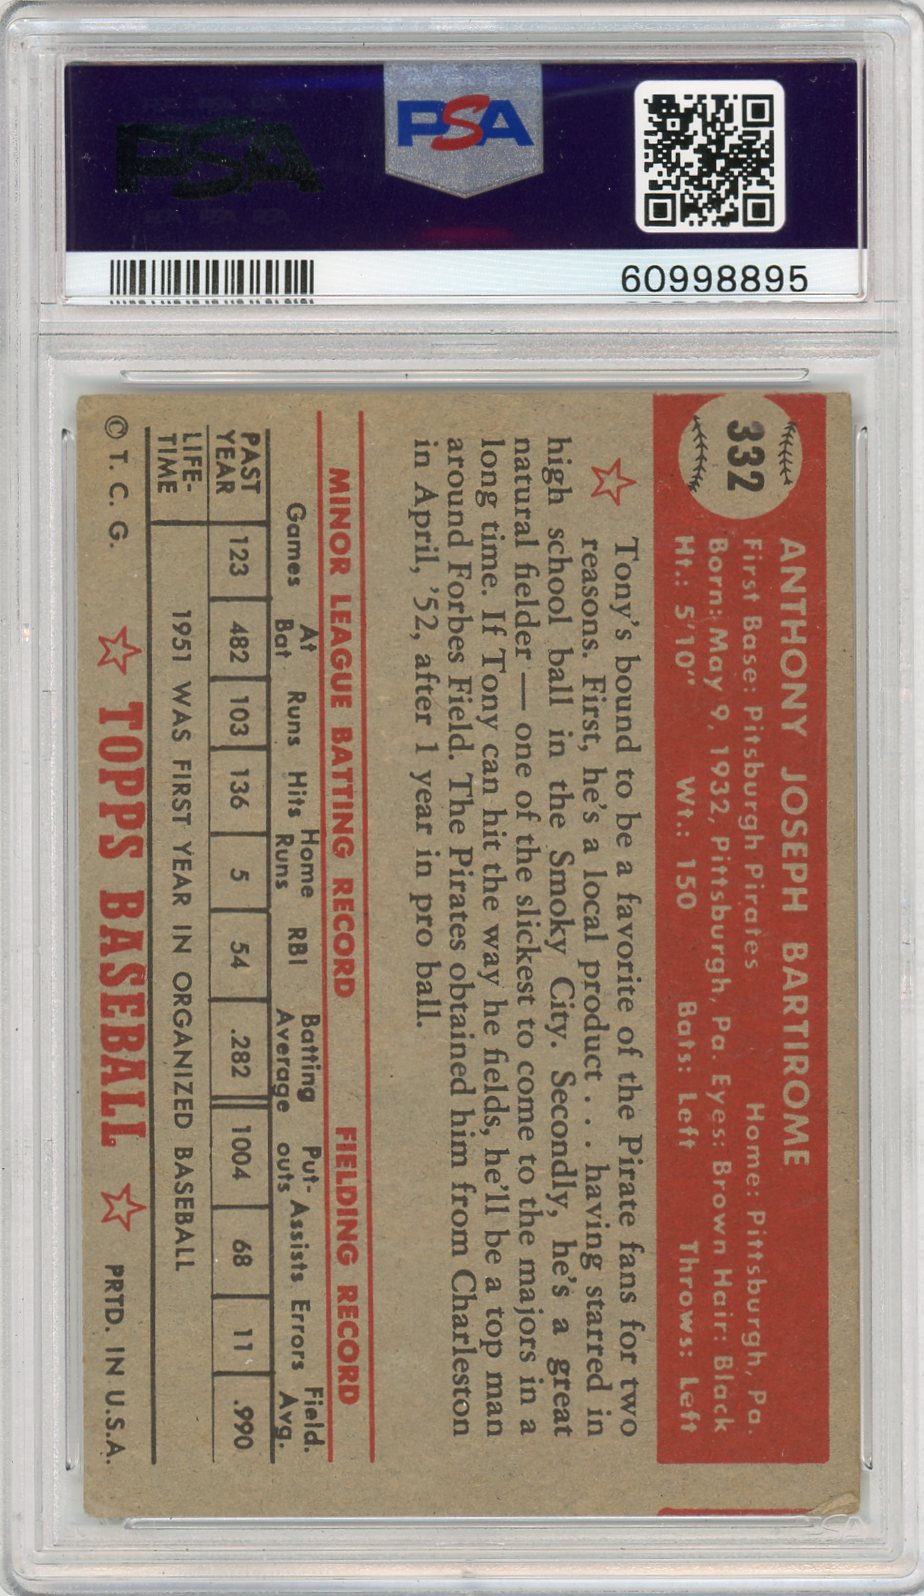 PSA
PSA
60998895
332
ANTHONY JOSEPH BARTIROME
First Base: Pitsburgh Pirates Home: Pittsburgh, Pa.
Born: May 9, 1932, Pittsburgh, Pa. Eyes: Brown Hair: Black
Ht.: 5'10" Wt.: 150 Bats: Left Throws: Left
Tony's bound to be a favorite of the Pirate fans for two
reasons. First, he's a local product . . . having starred in
high school ball in the Smoky City. Secondly, he's a great
natural fielder — one of the slickest to come to the majors in a
long time. If Tony can hit the way he fields, he'll be a top man
around Forbes Field. The Pirates obtained him from Charleston
in April, '52, after 1 year in pro ball.
MINOR LEAGUE BATTING RECORD FIELDING RECORD
Games At Bat Runs Hits Home Runs RBI Batting Average Put-outs Assists Errors Field. Avg.
PAST YEAR 123 482 103 136 5 54 .282 1004 68 11 .990
LIFE-TIME 1951 WAS FIRST YEAR IN ORGANIZED BASEBALL
© T. C. G. TOPPS BASEBALL PRTD. IN U.S.A.